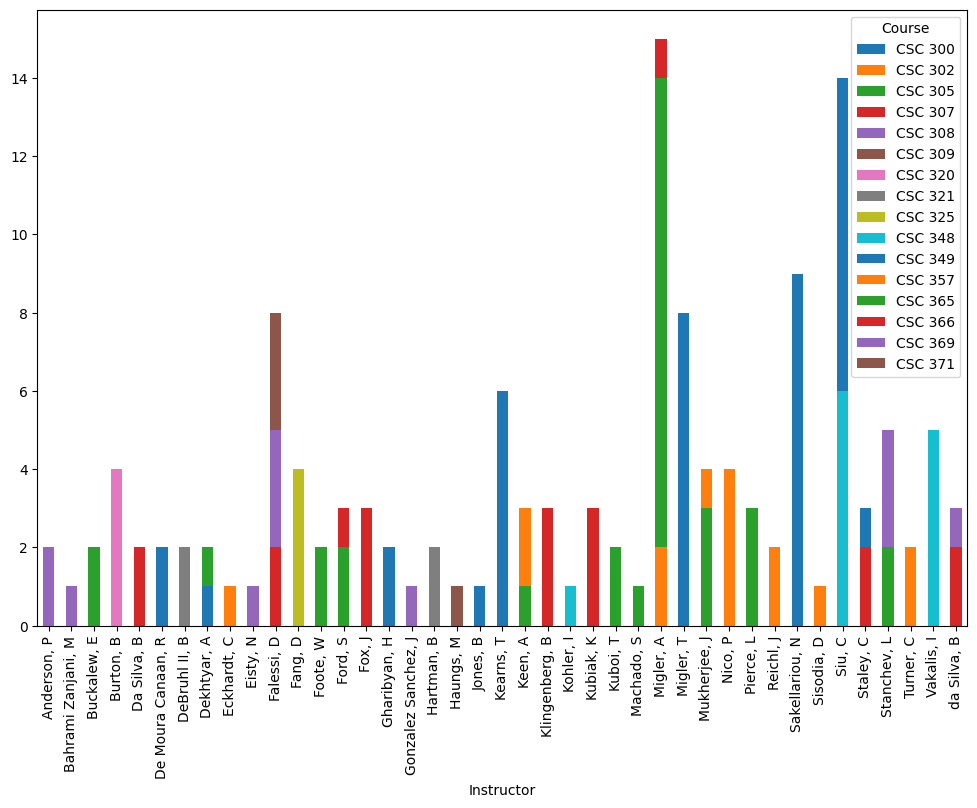 Course
CSC 300
CSC 302
CSC 305
CSC 307
CSC 308
CSC 309
CSC 320
CSC 321
CSC 325
CSC 348
CSC 349
CSC 357
CSC 365
CSC 366
CSC 369
CSC 371
14
12
10
8
6
4
2
0
Anderson, P
Bahrami Zanjani, M
Buckalew, E
Burton, B
Da Silva, B
De Moura Canaan, R
DeBruhl II, B
Dekhtyar, A
Eckhardt, C
Eisty, N
Falessi, D
Fang, D
Foote, W
Ford, S
Fox, J
Gharibyan, H
Gonzalez Sanchez, J
Hartman, B
Haungs, M
Jones, B
Kearns, T
Keen, A
Klingenberg, B
Kohler, I
Kubiak, K
Kuboi, T
Machado, S
Migler, A
Migler, T
Mukherjee, J
Nico, P
Pierce, L
Reichl, J
Sakellariou, N
Sisodia, D
Siu, C
Staley, C
Stanchev, L
Turner, C
Vakalis, I
da Silva, B
Instructor